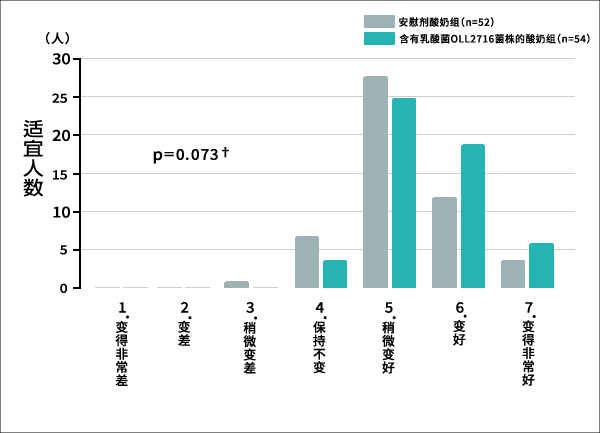 安慰剂酸奶组（n=52）
含有乳酸菌OLL2716菌株的酸奶组（n=54）
（人）
30
25
20
15
10
5
0
适宜人数
p=0.073†
1.变得非常差
2.变差
3.稍微变差
4.保持不变
5.稍微变好
6.变好
7.变得非常好